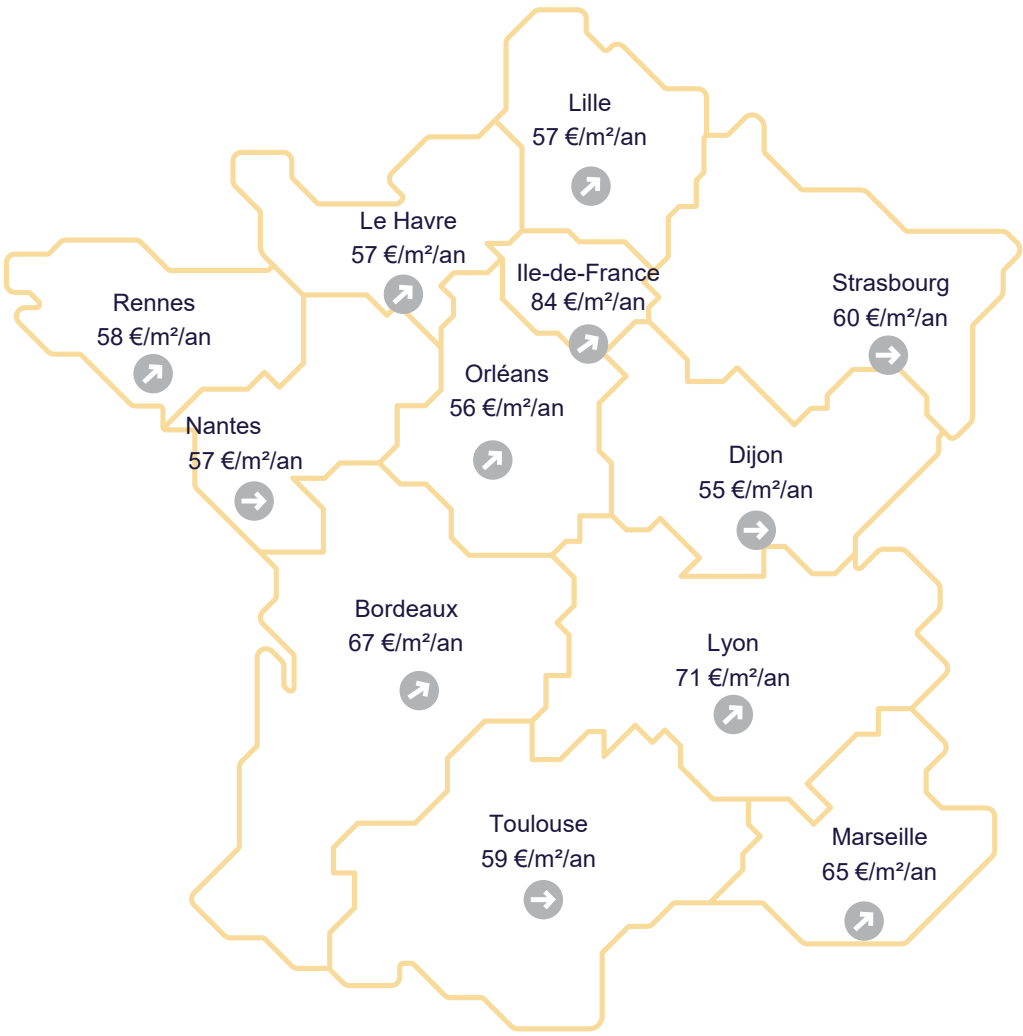 Lille
57 €/m²/an
Le Havre
57 €/m²/an
Ile-de-France
84 €/m²/an
Strasbourg
60 €/m²/an
Rennes
58 €/m²/an
Orléans
56 €/m²/an
Nantes
57 €/m²/an
Dijon
55 €/m²/an
Bordeaux
67 €/m²/an
Lyon
71 €/m²/an
Toulouse
59 €/m²/an
Marseille
65 €/m²/an